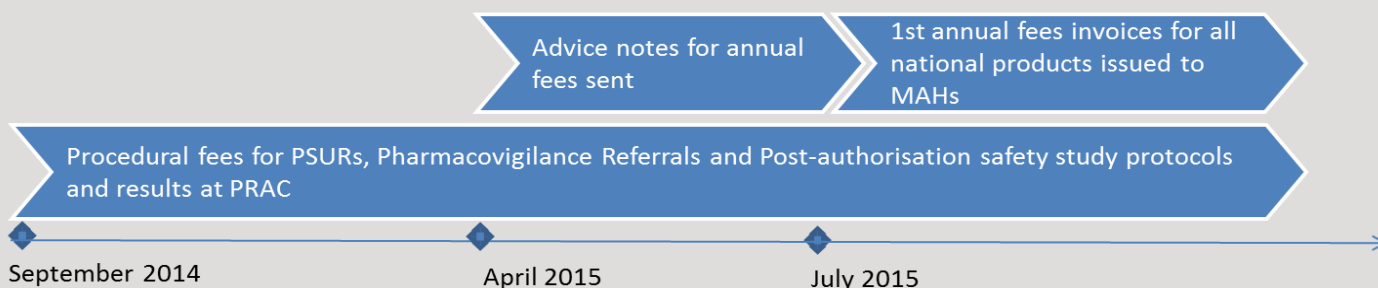 Advice notes for annual
fees sent
1st annual fees invoices for all
national products issued to
MAHs
Procedural fees for PSURs, Pharmacovigilance Referrals and Post-authorisation safety study protocols
and results at PRAC
September 2014
April 2015
July 2015